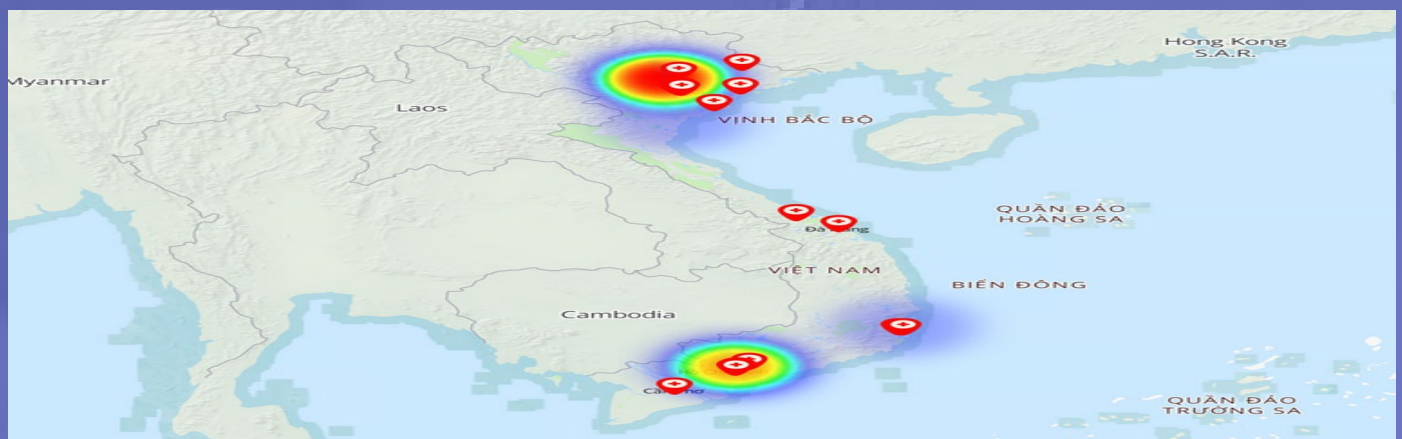 Hong Kong
S.A.R.
Myanmar
Laos
VỊNH BẮC BỘ
QUẦN ĐẢO
HOÀNG SA
VIỆT NAM
BIỂN ĐÔNG
Cambodia
QUẦN ĐẢO
TRƯỜNG SA